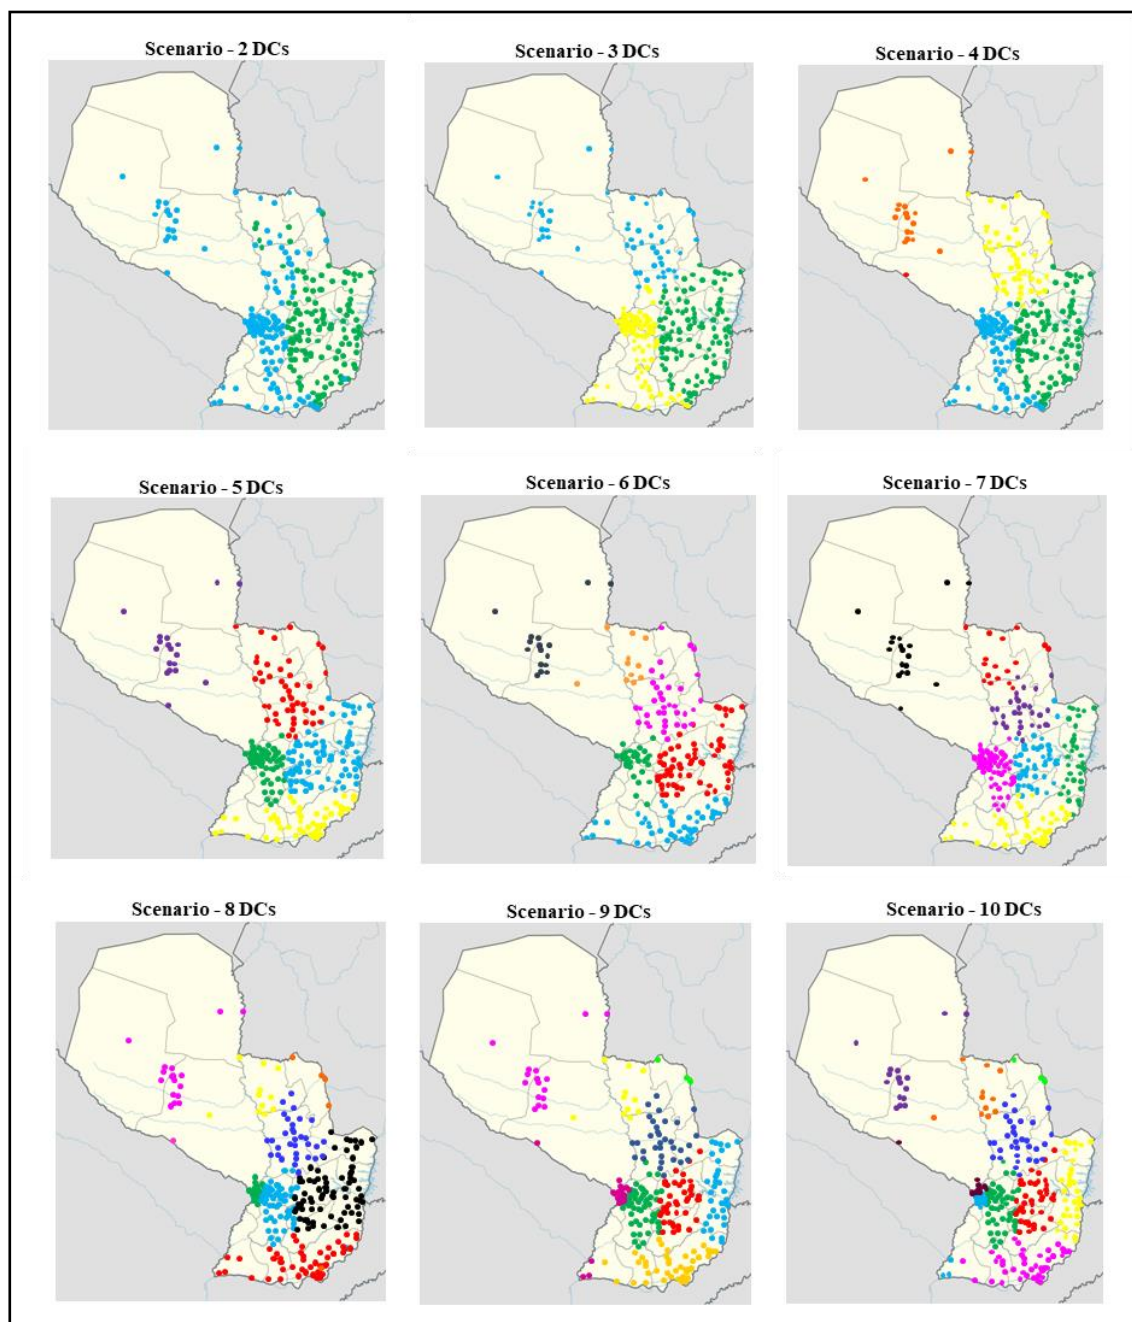 Scenario - 2 DCs
Scenario - 3 DCs
Scenario - 4 DCs
Scenario - 5 DCs
Scenario - 6 DCs
Scenario - 7 DCs
Scenario - 8 DCs
Scenario - 9 DCs
Scenario - 10 DCs